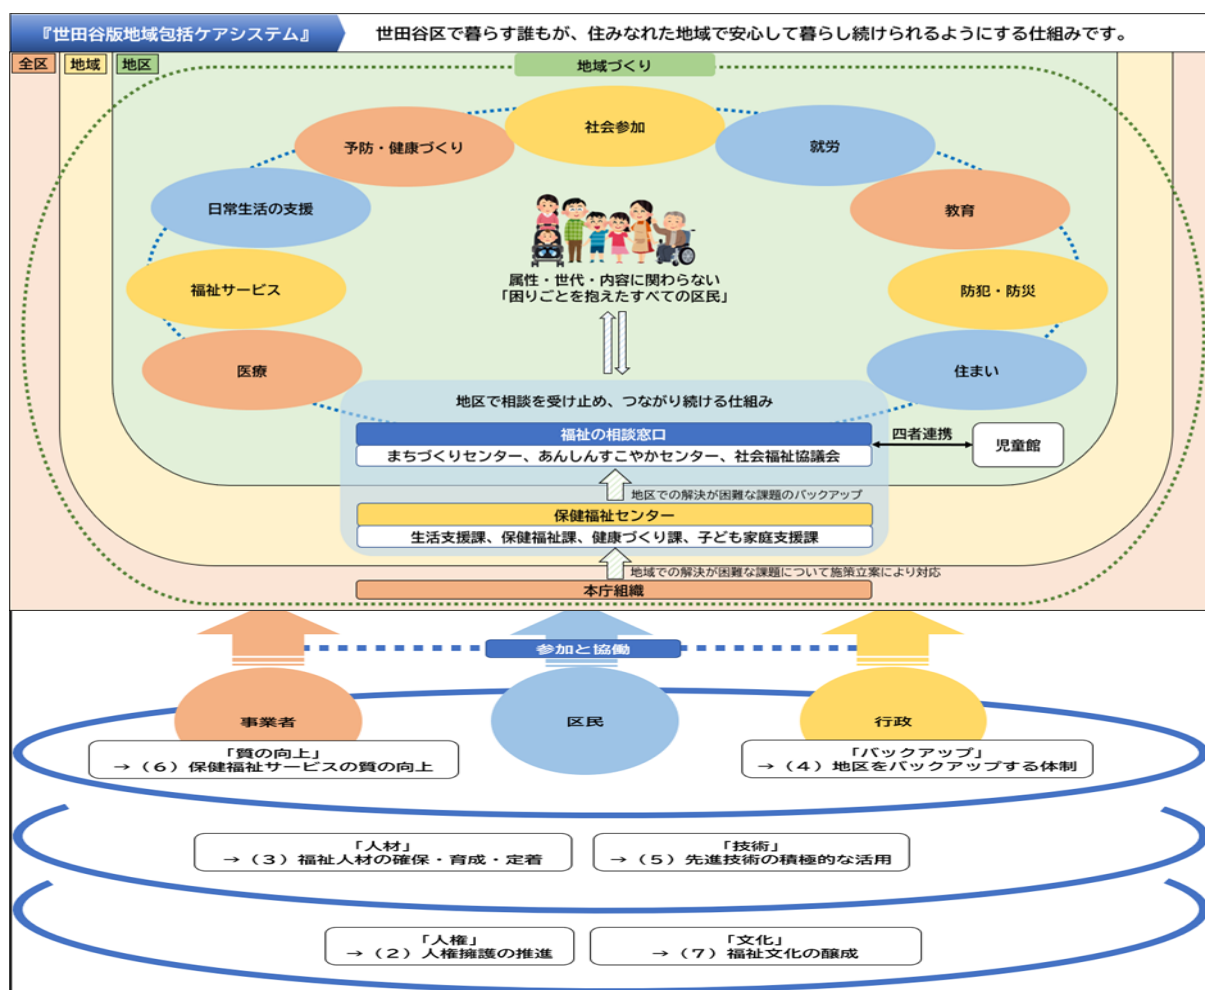 『世田谷版地域包括ケアシステム』
世田谷区で暮らす誰もが、住みなれた地域で安心して暮らし続けられるようにする仕組みです。
全区
地域
地区
地域づくり
社会参加
予防・健康づくり
就労
日常生活の支援
教育
福祉サービス
防犯・防災
属性・世代・内容に関わらない
「困りごとを抱えたすべての区民」
医療
住まい
地区で相談を受け止め、つながり続ける仕組み
福祉の相談窓口
まちづくりセンター、あんしんすこやかセンター、社会福祉協議会
四者連携
児童館
地区での解決が困難な課題のバックアップ
保健福祉センター
生活支援課、保健福祉課、健康づくり課、子ども家庭支援課
地域での解決が困難な課題について施策立案により対応
本庁組織
参加と協働
事業者
区民
行政
「質の向上」
→（6）保健福祉サービスの質の向上
「バックアップ」
→（4）地区をバックアップする体制
「人材」
→（3）福祉人材の確保・育成・定着
「技術」
→（5）先進技術の積極的な活用
「人権」
→（2）人権擁護の推進
「文化」
→（7）福祉文化の醸成